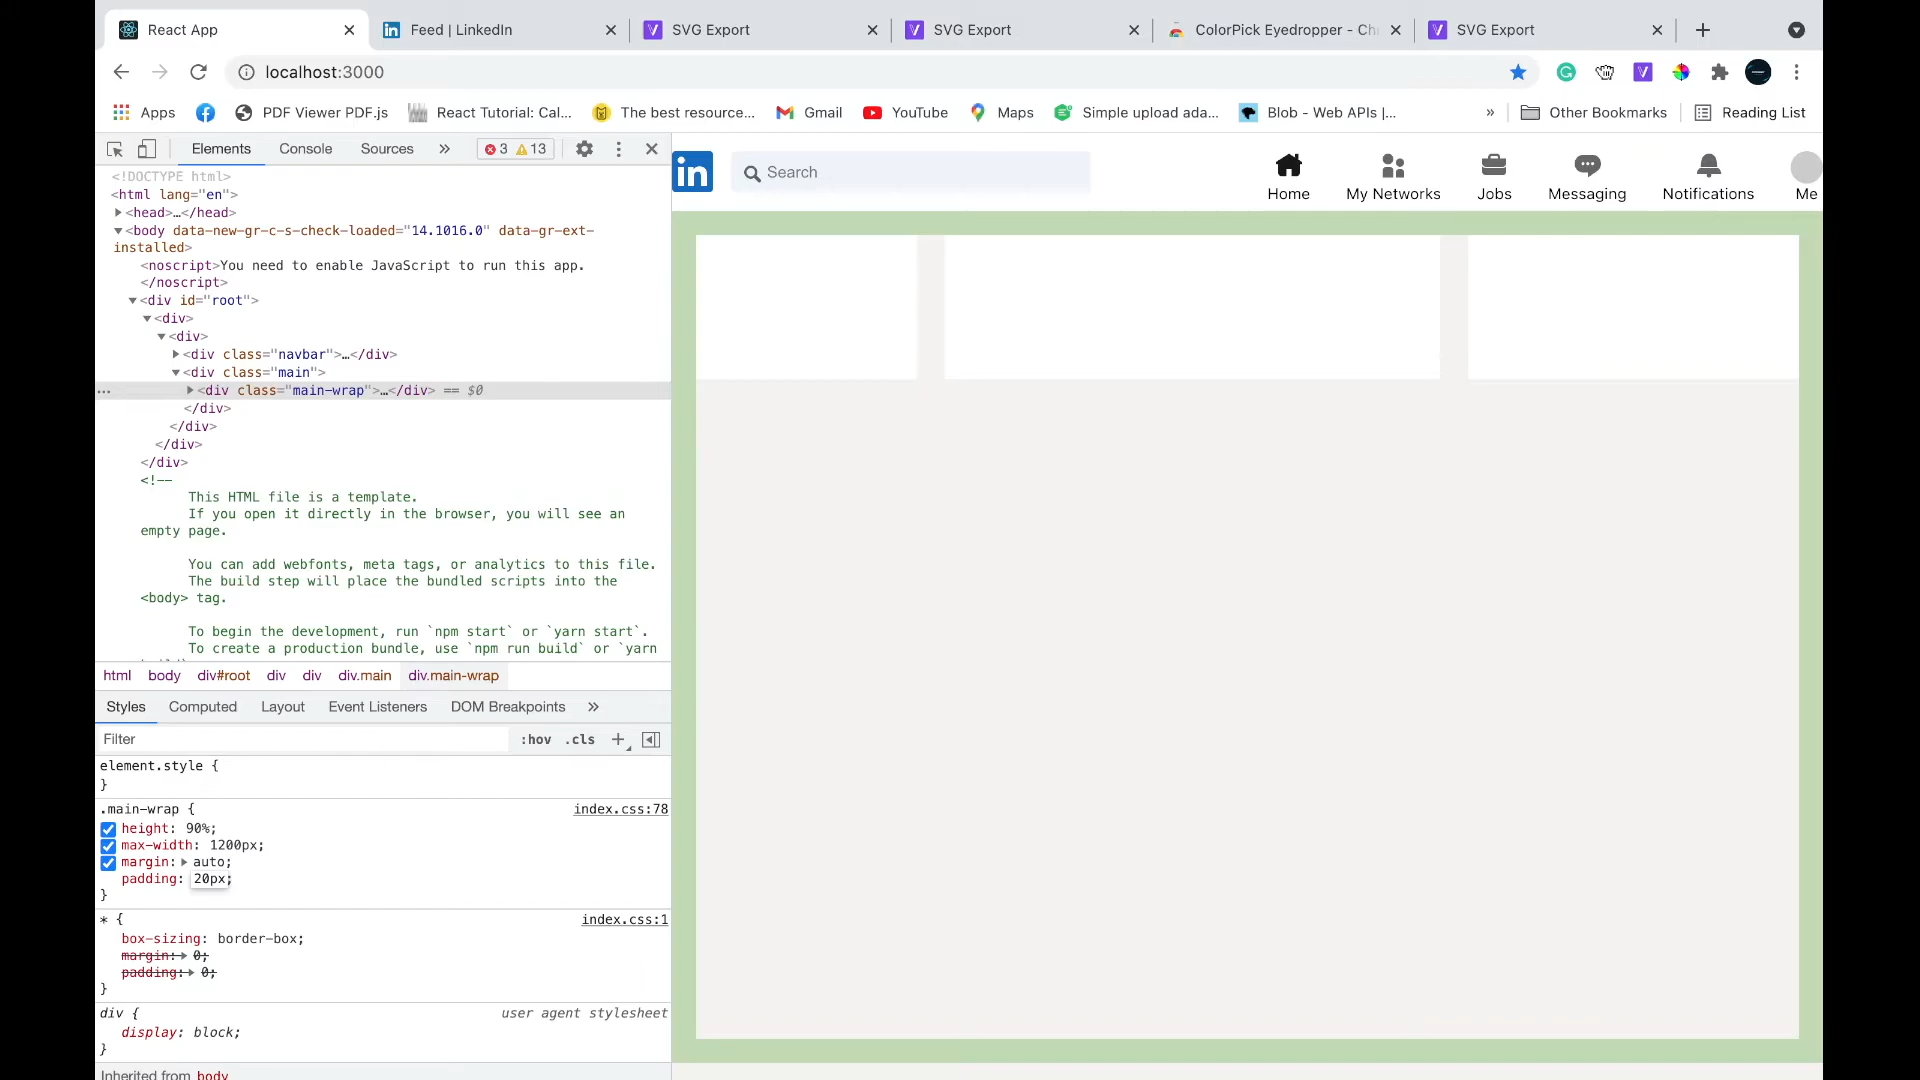 React App
Feed | LinkedIn
SVG Export
SVG Export
ColorPick Eyedropper - Ch
SVG Export
localhost:3000
Apps
PDF Viewer PDF.js
React Tutorial: Cal...
The best resource...
Gmail
YouTube
Maps
Simple upload ada...
Blob - Web APIs |...
»
Other Bookmarks
Reading List
Elements Console Sources » 3 13
<!DOCTYPE html>
<html lang="en">
<head>…</head>
<body data-new-gr-c-s-check-loaded="14.1016.0" data-gr-ext-
installed>
<noscript>You need to enable JavaScript to run this app.
</noscript>
<div id="root">
<div>
<div>
<div class="navbar">…</div>
<div class="main">
… <div class="main-wrap">…</div> == $0
</div>
</div>
</div>
</div>
<!--
This HTML file is a template.
If you open it directly in the browser, you will see an
empty page.
You can add webfonts, meta tags, or analytics to this file.
The build step will place the bundled scripts into the
<body> tag.
To begin the development, run `npm start` or `yarn start`.
To create a production bundle, use `npm run build` or `yarn
html body div#root div div div.main div.main-wrap
Styles Computed Layout Event Listeners DOM Breakpoints »
Filter :hov .cls +
element.style {
}
.main-wrap { index.css:78
height: 90%;
max-width: 1200px;
margin: auto;
padding: 20px;
}
* { index.css:1
box-sizing: border-box;
margin: 0;
padding: 0;
}
div { user agent stylesheet
display: block;
}
Inherited from body
in
Search
Home
My Networks
Jobs
Messaging
Notifications
Me